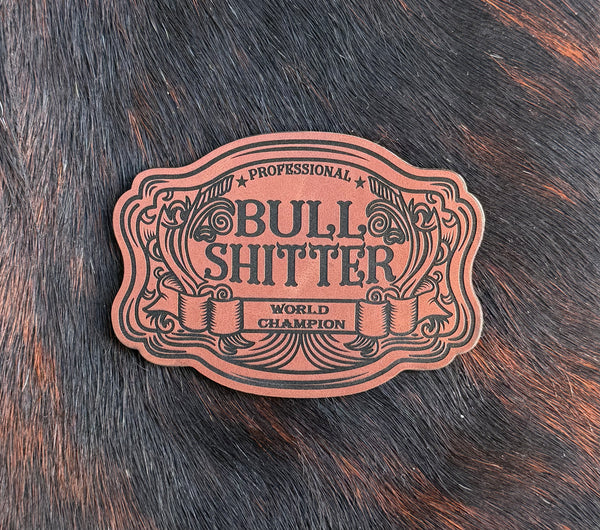 PROFESSIONAL
BULL
SHITTER
WORLD
CHAMPION